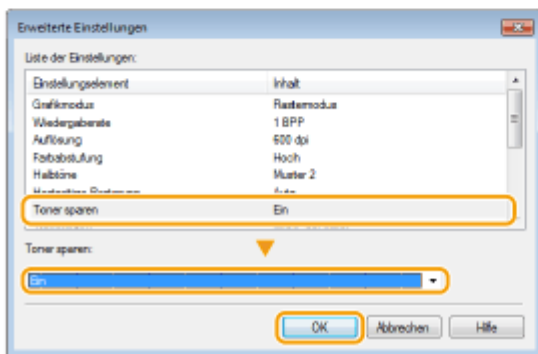 Erweiterte Einstellungen
Liste der Einstellungen:
Einstellungselement Inhalt
Grafikmodus Rastermodus
Wiedergaberate 1 BPP
Auflösung 600 dpi
Farbabstufung Hoch
Halbtöne Muster 2
Auto
Toner sparen Ein
Toner sparen:
Ein
OK Abbrechen Hilfe